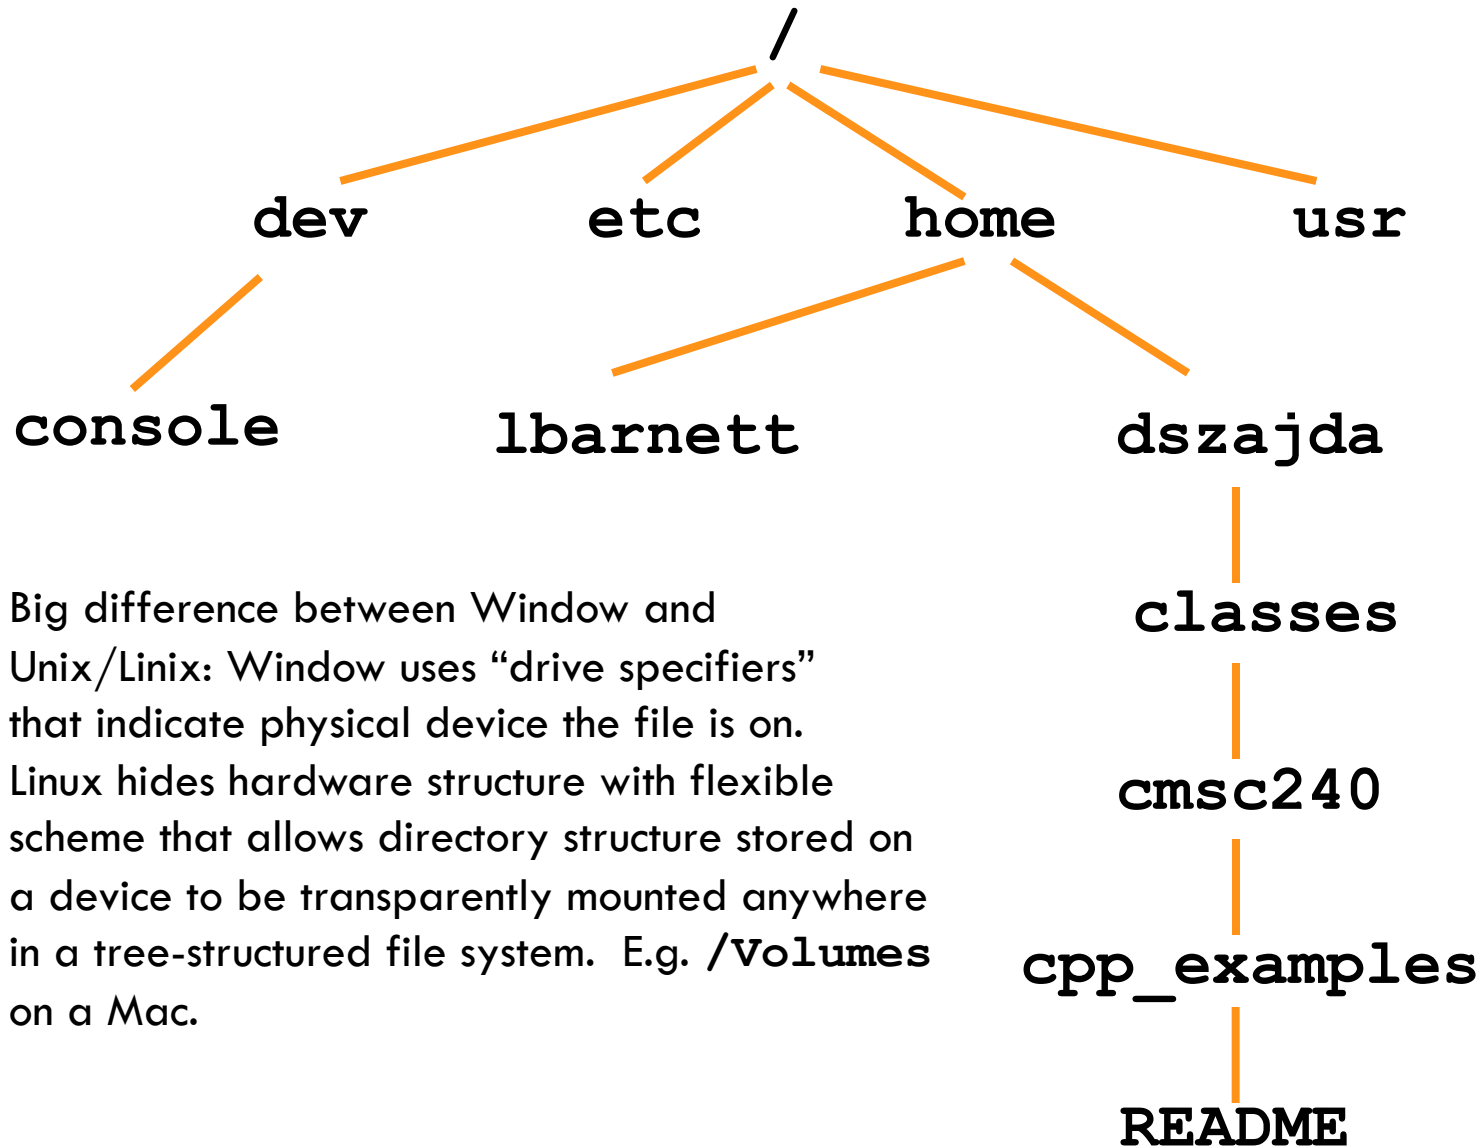 /
dev etc home usr
console lbarnett dszajda
classes
cmsc240
cpp_examples
README
Big difference between Window and
Unix/Linix: Window uses “drive specifiers”
that indicate physical device the file is on.
Linux hides hardware structure with flexible
scheme that allows directory structure stored on
a device to be transparently mounted anywhere
in a tree-structured file system.  E.g. /Volumes
on a Mac.